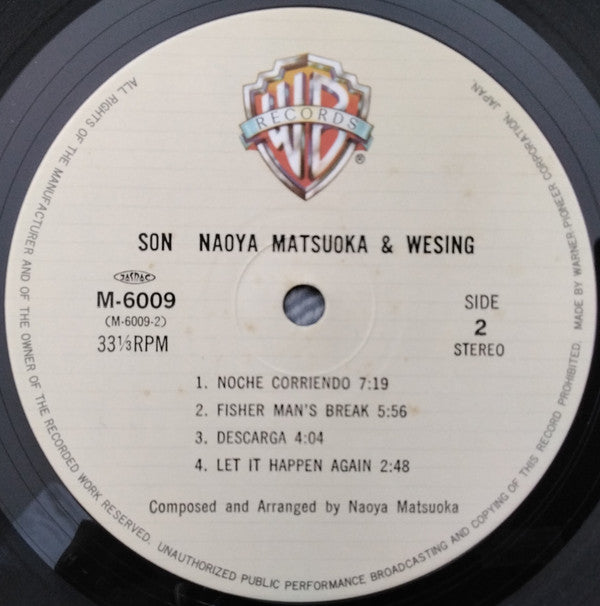 WB
RECORDS
®
SON NAOYA MATSUOKA & WESING
JASRAC
M-6009
(M-6009-2)
33⅓RPM
SIDE
2
STEREO
1. NOCHE CORRIENDO 7:19
2. FISHER MAN'S BREAK 5:56
3. DESCARGA 4:04
4. LET IT HAPPEN AGAIN 2:48
Composed and Arranged by Naoya Matsuoka
ALL RIGHTS OF THE MANUFACTURER AND OF THE OWNER OF THE RECORDED WORK RESERVED. UNAUTHORIZED PUBLIC PERFORMANCE BROADCASTING AND COPYING OF THIS RECORD PROHIBITED. MADE BY WARNER-PIONEER CORPORATION, JAPAN.